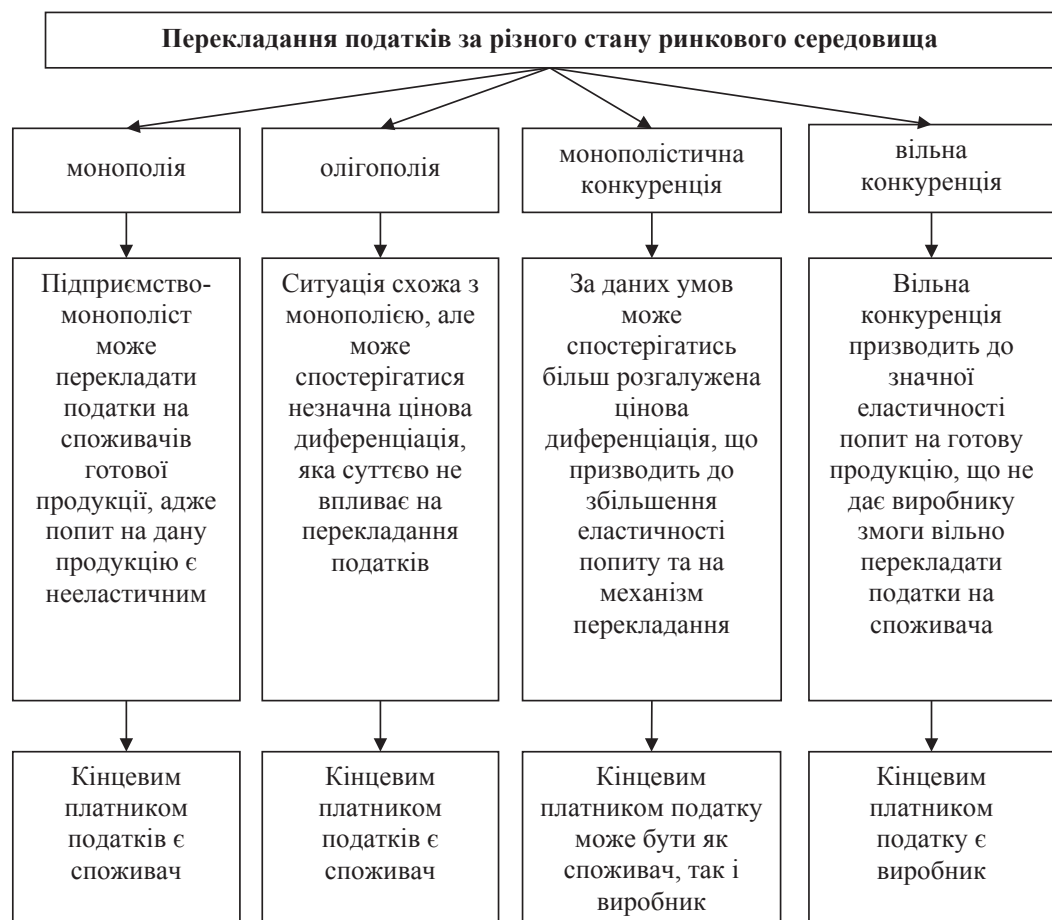 Перекладання податків за різного стану ринкового середовища
монополія
олігополія
монополістична
конкуренція
вільна
конкуренція
Підприємство-
монополіст
може
перекладати
податки на
споживачів
готової
продукції, адже
попит на дану
продукцію є
нееластичним
Ситуація схожа з
монополією, але
може
спостерігатися
незначна цінова
диференціація,
яка суттєво не
впливає на
перекладання
податків
За даних умов
може
спостерігатись
більш розгалужена
цінова
диференціація, що
призводить до
збільшення
еластичності
попиту та на
механізм
перекладання
Вільна
конкуренція
призводить до
значної
еластичності
попит на готову
продукцію, що не
дає виробнику
змоги вільно
перекладати
податки на
споживача
Кінцевим
платником
податків є
споживач
Кінцевим
платником
податків є
споживач
Кінцевим
платником податку
може бути як
споживач, так і
виробник
Кінцевим
платником
податку є
виробник